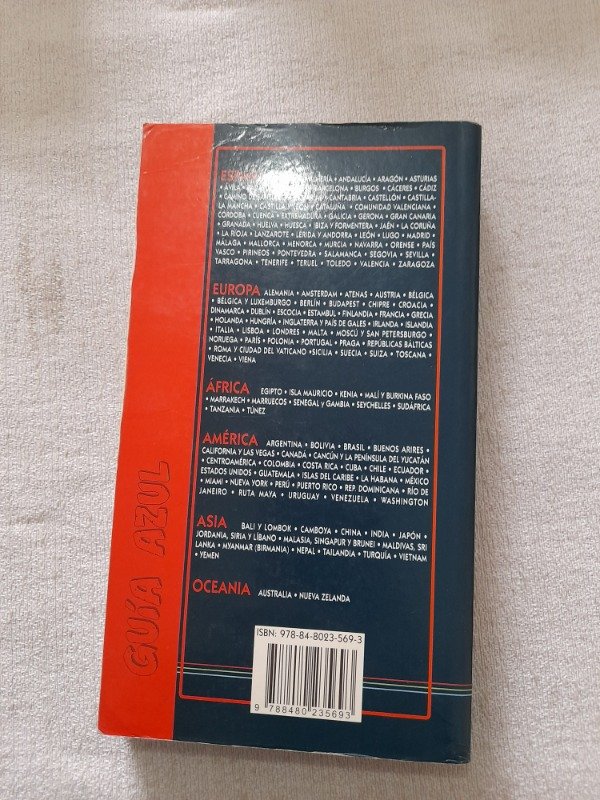 GUÍA AZUL
ANDALUCÍA • ARAGÓN • ASTURIAS
• ÁVILA BARCELONA • BURGOS • CÁCERES • CÁDIZ
• CAMINO DE CANTABRIA • CASTELLÓN • CASTILLA-
LA MANCHA • CASTILLA Y LEÓN • CATALUÑA • COMUNIDAD VALENCIANA •
CÓRDOBA • CUENCA • EXTREMADURA • GALICIA • GERONA • GRAN CANARIA
• GRANADA • HUELVA • HUESCA • IBIZA Y FORMENTERA • JAÉN • LA CORUÑA
• LA RIOJA • LANZAROTE • LÉRIDA Y ANDORRA • LEÓN • LUGO • MADRID •
MÁLAGA • MALLORCA • MENORCA • MURCIA • NAVARRA • ORENSE • PAÍS
VASCO • PIRINEOS • PONTEVEDRA • SALAMANCA • SEGOVIA • SEVILLA •
TARRAGONA • TENERIFE • TERUEL • TOLEDO • VALENCIA • ZARAGOZA
EUROPA ALEMANIA • AMSTERDAM • ATENAS • AUSTRIA • BÉLGICA
• BÉLGICA Y LUXEMBURGO • BERLÍN • BUDAPEST • CHIPRE • CROACIA •
DINAMARCA • DUBLÍN • ESCOCIA • ESTAMBUL • FINLANDIA • FRANCIA • GRECIA
• HOLANDA • HUNGRÍA • INGLATERRA Y PAÍS DE GALES • IRLANDA • ISLANDIA
• ITALIA • LISBOA • LONDRES • MALTA • MOSCÚ Y SAN PETERSBURGO •
NORUEGA • PARÍS • POLONIA • PORTUGAL • PRAGA • REPÚBLICAS BÁLTICAS
• ROMA Y CIUDAD DEL VATICANO •SICILIA • SUECIA • SUIZA • TOSCANA •
VENECIA • VIENA
ÁFRICA EGIPTO • ISLA MAURICIO • KENIA • MALÍ Y BURKINA FASO
• MARRAKECH • MARRUECOS • SENEGAL Y GAMBIA • SEYCHELLES • SUDÁFRICA
• TANZANIA • TÚNEZ
AMÉRICA ARGENTINA • BOLIVIA • BRASIL • BUENOS ARIRES •
CALIFORNIA Y LAS VEGAS • CANADÁ • CANCÚN Y LA PENÍNSULA DEL YUCATÁN
• CENTROAMÉRICA • COLOMBIA • COSTA RICA • CUBA • CHILE • ECUADOR •
ESTADOS UNIDOS • GUATEMALA • ISLAS DEL CARIBE • LA HABANA • MÉXICO
• MIAMI • NUEVA YORK • PERÚ • PUERTO RICO • REP. DOMINICANA • RÍO DE
JANEIRO • RUTA MAYA • URUGUAY • VENEZUELA • WASHINGTON
ASIA BALI Y LOMBOK • CAMBOYA • CHINA • INDIA • JAPÓN •
JORDANIA, SIRIA Y LÍBANO • MALASIA, SINGAPUR Y BRUNEI • MALDIVAS, SRI
LANKA • MYANMAR (BIRMANIA) • NEPAL • TAILANDIA • TURQUÍA • VIETNAM
• YEMEN
OCEANIA AUSTRALIA • NUEVA ZELANDA
ISBN: 978-84-8023-569-3
9 788480 235693